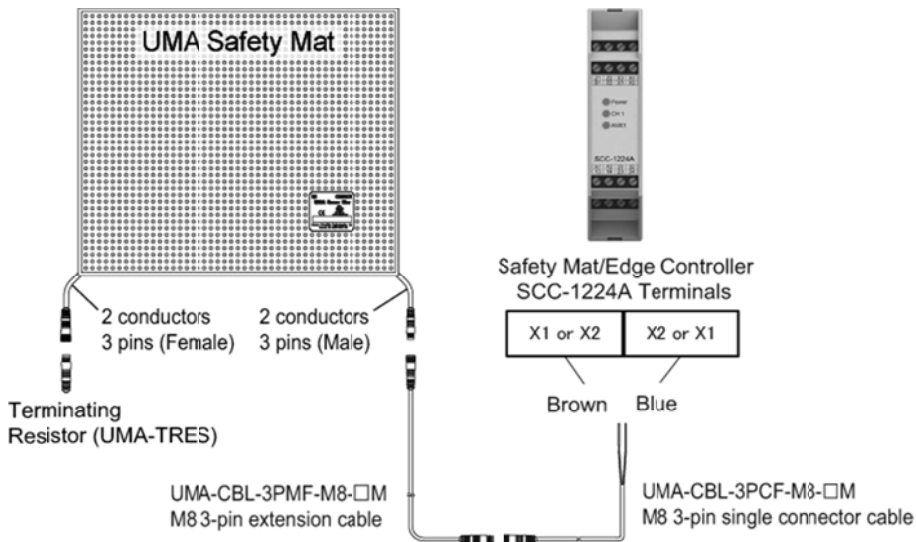 UMA Safety Mat
Power
CH 1
SCC-1224A
Safety Mat/Edge Controller
SCC-1224A Terminals
X1 or X2
X2 or X1
Brown
Blue
2 conductors
3 pins (Female)
2 conductors
3 pins (Male)
Terminating
Resistor (UMA-TRES)
UMA-CBL-3PMF-M8-□M
M8 3-pin extension cable
UMA-CBL-3PCF-M8-□M
M8 3-pin single connector cable